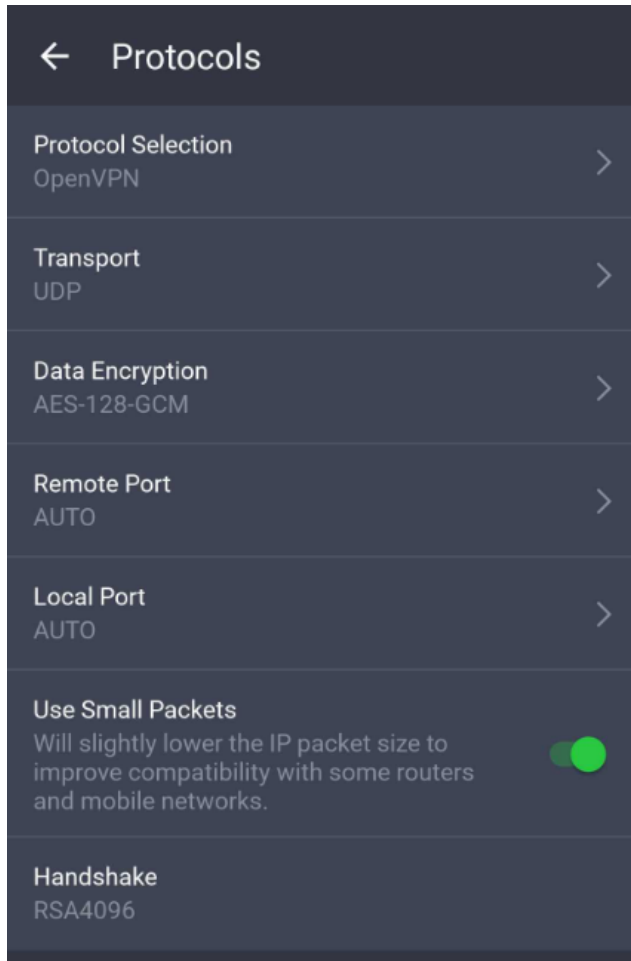 Protocols
Protocol Selection
OpenVPN
Transport
UDP
Data Encryption
AES-128-GCM
Remote Port
AUTO
Local Port
AUTO
Use Small Packets
Will slightly lower the IP packet size to
improve compatibility with some routers
and mobile networks.
Handshake
RSA4096